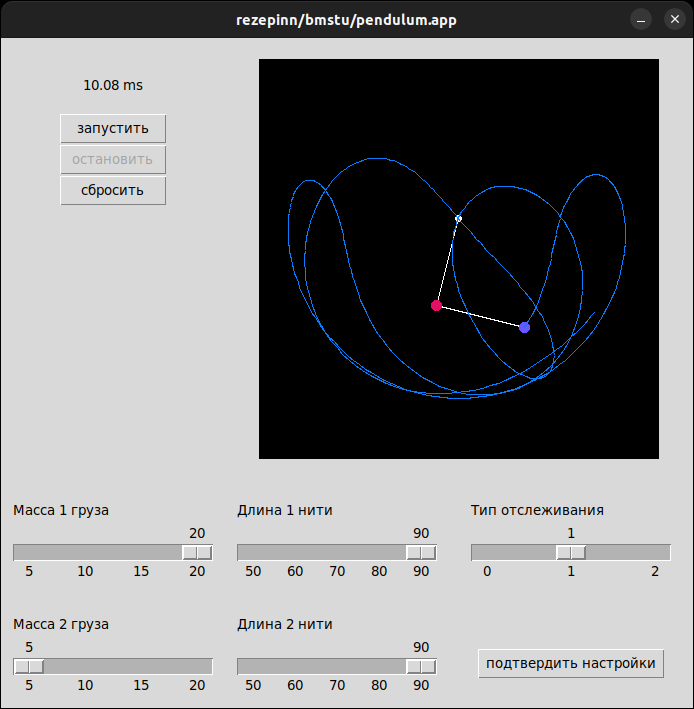 rezepinn/bmstu/pendulum.app
10.08 ms
запустить
остановить
сбросить
Масса 1 груза
20
5 10 15 20
Длина 1 нити
90
50 60 70 80 90
Тип отслеживания
1
0 1 2
Масса 2 груза
5
5 10 15 20
Длина 2 нити
90
50 60 70 80 90
подтвердить настройки